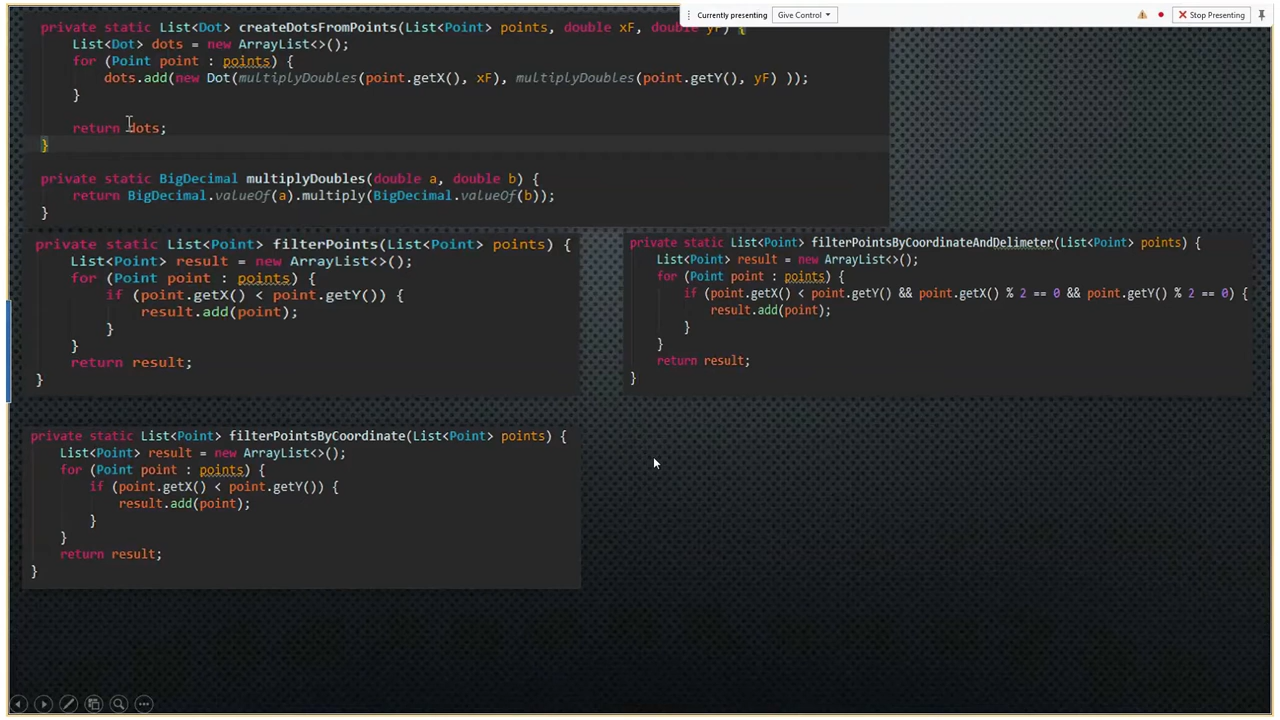 Currently presenting Give Control Stop Presenting
private static List<Dot> createDotsFromPoints(List<Point> points, double xF, double yF) {
List<Dot> dots = new ArrayList<>();
for (Point point : points) {
dots.add(new Dot(multiplyDoubles(point.getX(), xF), multiplyDoubles(point.getY(), yF) ));
}
return dots;
}
private static BigDecimal multiplyDoubles(double a, double b) {
return BigDecimal.valueOf(a).multiply(BigDecimal.valueOf(b));
}
private static List<Point> filterPoints(List<Point> points) {
List<Point> result = new ArrayList<>();
for (Point point : points) {
if (point.getX() < point.getY()) {
result.add(point);
}
}
return result;
}
private static List<Point> filterPointsByCoordinateAndDelimeter(List<Point> points) {
List<Point> result = new ArrayList<>();
for (Point point : points) {
if (point.getX() < point.getY() && point.getX() % 2 == 0 && point.getY() % 2 == 0) {
result.add(point);
}
}
return result;
}
private static List<Point> filterPointsByCoordinate(List<Point> points) {
List<Point> result = new ArrayList<>();
for (Point point : points) {
if (point.getX() < point.getY()) {
result.add(point);
}
}
return result;
}